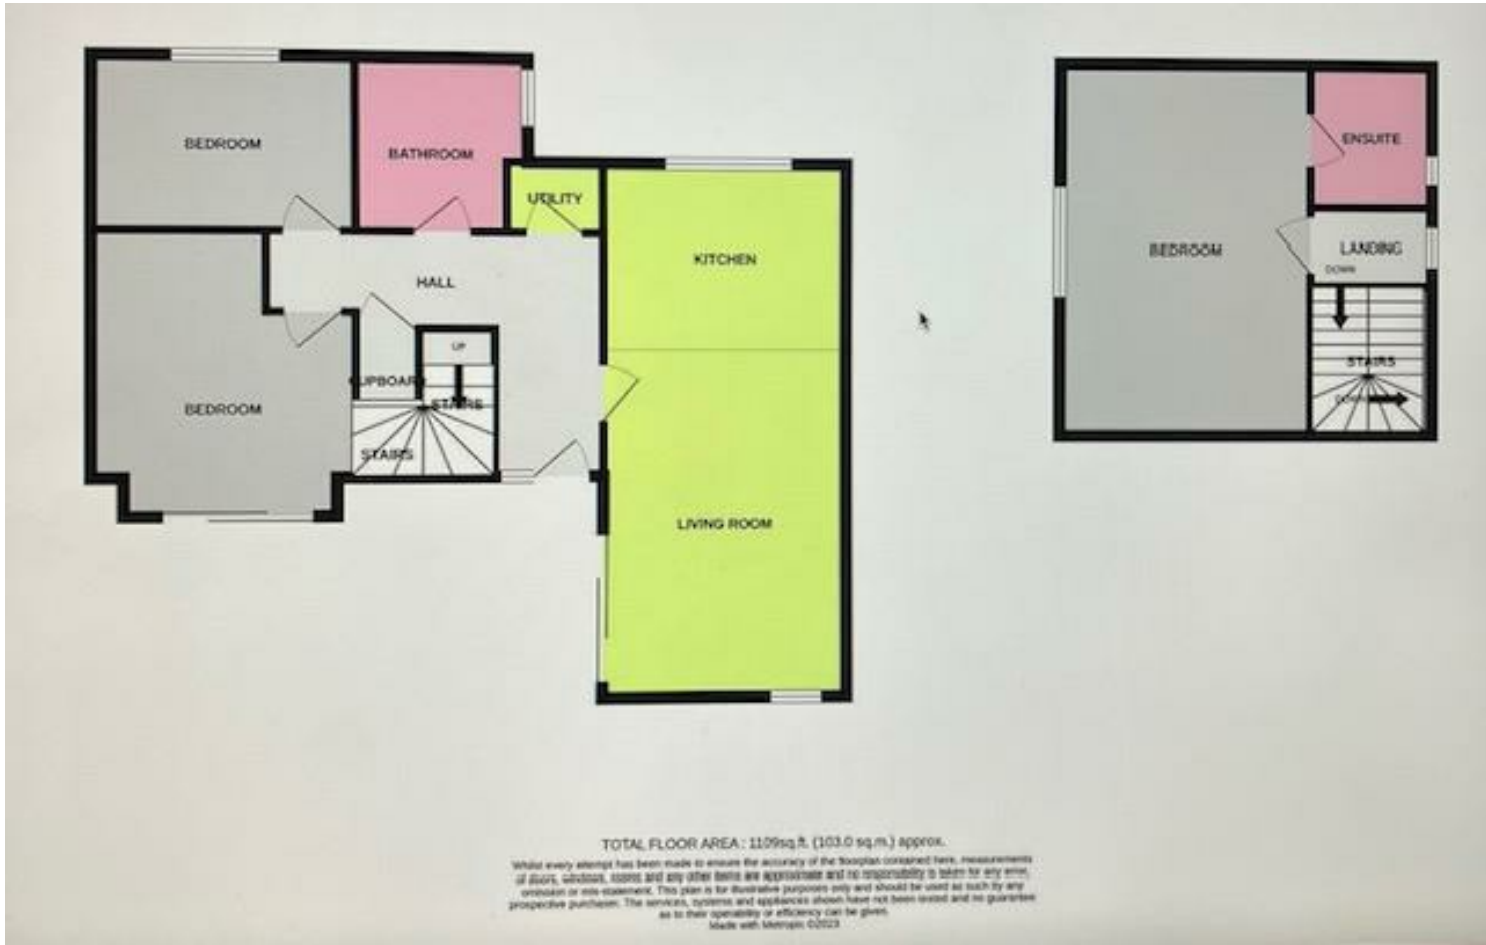 BEDROOM
BATHROOM
UTILITY
KITCHEN
HALL
UP
CUPBOARD
STAIRS
BEDROOM
STAIRS
LIVING ROOM
ENSUITE
BEDROOM
LANDING
DOWN
STAIRS
DOWN
TOTAL FLOOR AREA : 1109sq.ft. (103.0 sq.m.) approx.
Whilst every attempt has been made to ensure the accuracy of the floorplan contained here, measurements
of doors, windows, rooms and any other items are approximate and no responsibility is taken for any error,
omission or mis-statement. This plan is for illustrative purposes only and should be used as such by any
prospective purchaser. The services, systems and appliances shown have not been tested and no guarantee
as to their operability or efficiency can be given.
Made with Metropix ©2023